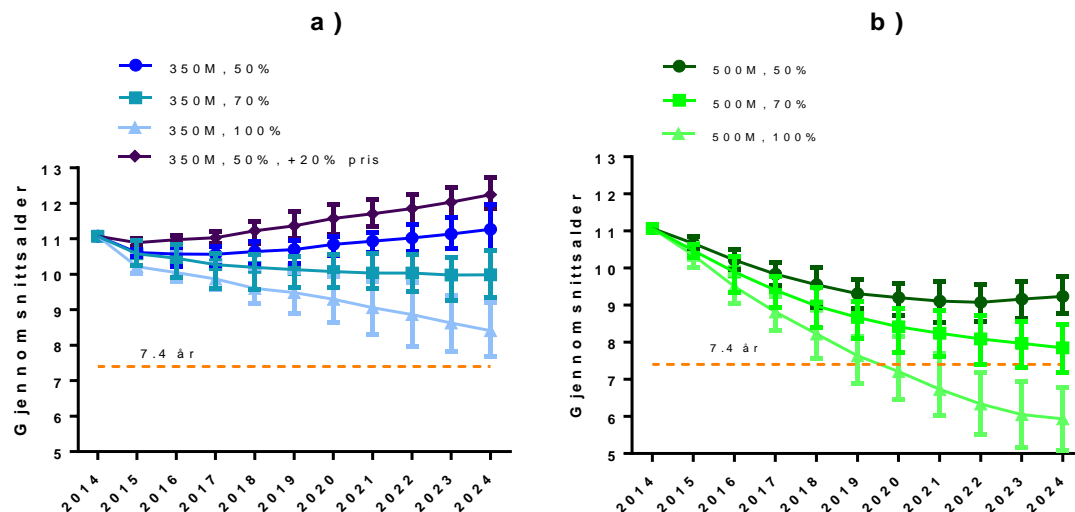 a)
350M, 50%
350M, 70%
350M, 100%
350M, 50%, +20% pris
Gjennomsnittsalder
13
12
11
10
9
8
7
6
5
7.4 år
2014 2015 2016 2017 2018 2019 2020 2021 2022 2023 2024
b)
500M, 50%
500M, 70%
500M, 100%
Gjennomsnittsalder
13
12
11
10
9
8
7
6
5
7.4 år
2014 2015 2016 2017 2018 2019 2020 2021 2022 2023 2024